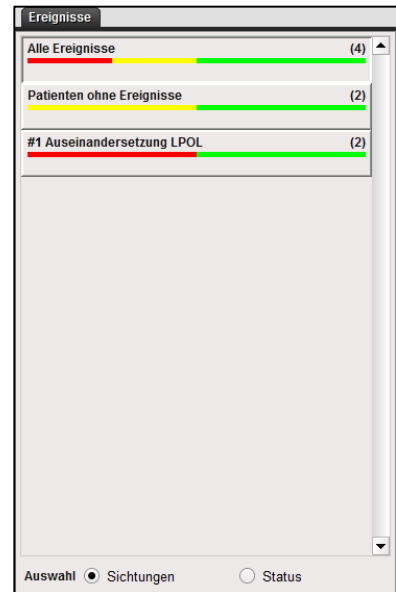 Ereignisse
Alle Ereignisse (4)
Patienten ohne Ereignisse (2)
#1 Auseinandersetzung LPOL (2)
Auswahl Sichtungen Status